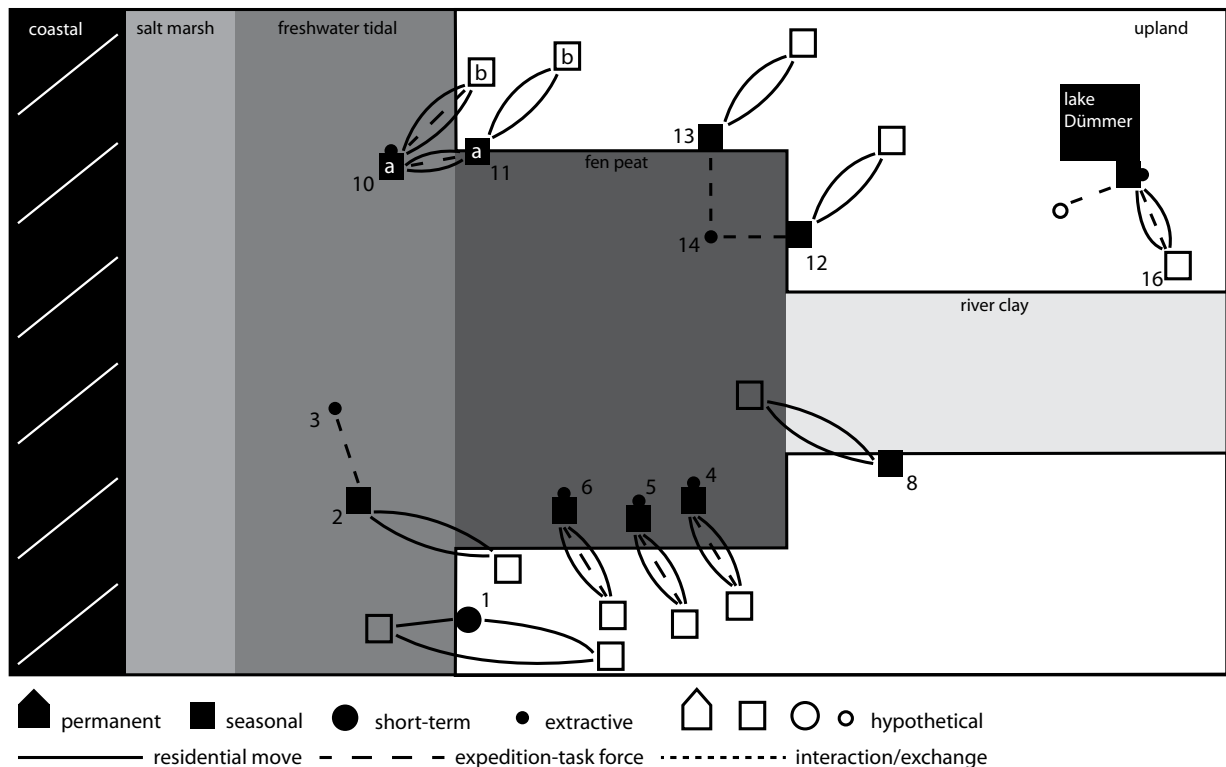 coastal
salt marsh
freshwater tidal
upland
b
b
lake
Dümmer
13
a
a
10
11
fen peat
14
12
16
river clay
3
2
6
5
4
8
1
permanent
seasonal
short-term
extractive
hypothetical
residential move
expedition-task force
interaction/exchange